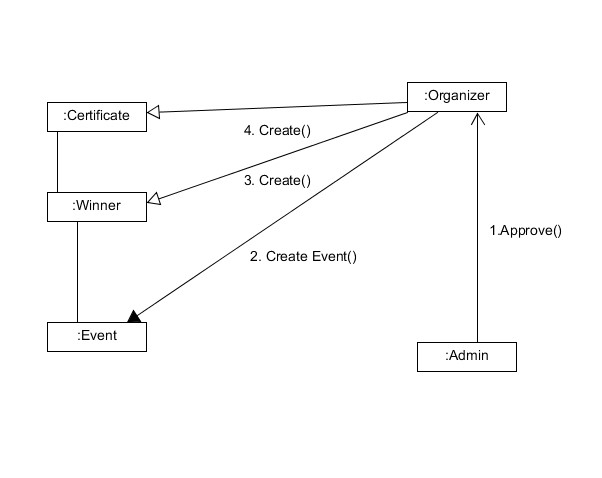 :Organizer
:Certificate
4. Create()
3. Create()
:Winner
1.Approve()
2. Create Event()
:Event
:Admin